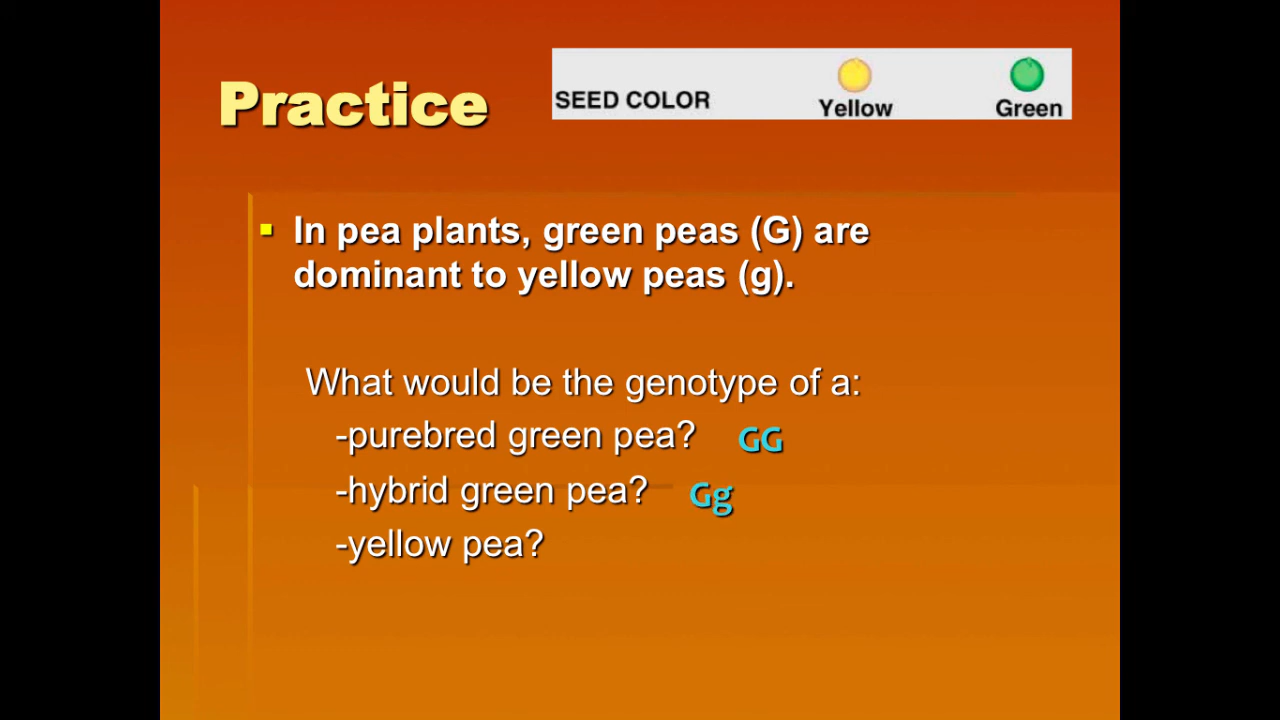 Practice
SEED COLOR
Yellow
Green
In pea plants, green peas (G) are
dominant to yellow peas (g).
What would be the genotype of a:
-purebred green pea? GG
-hybrid green pea? Gg
-yellow pea?